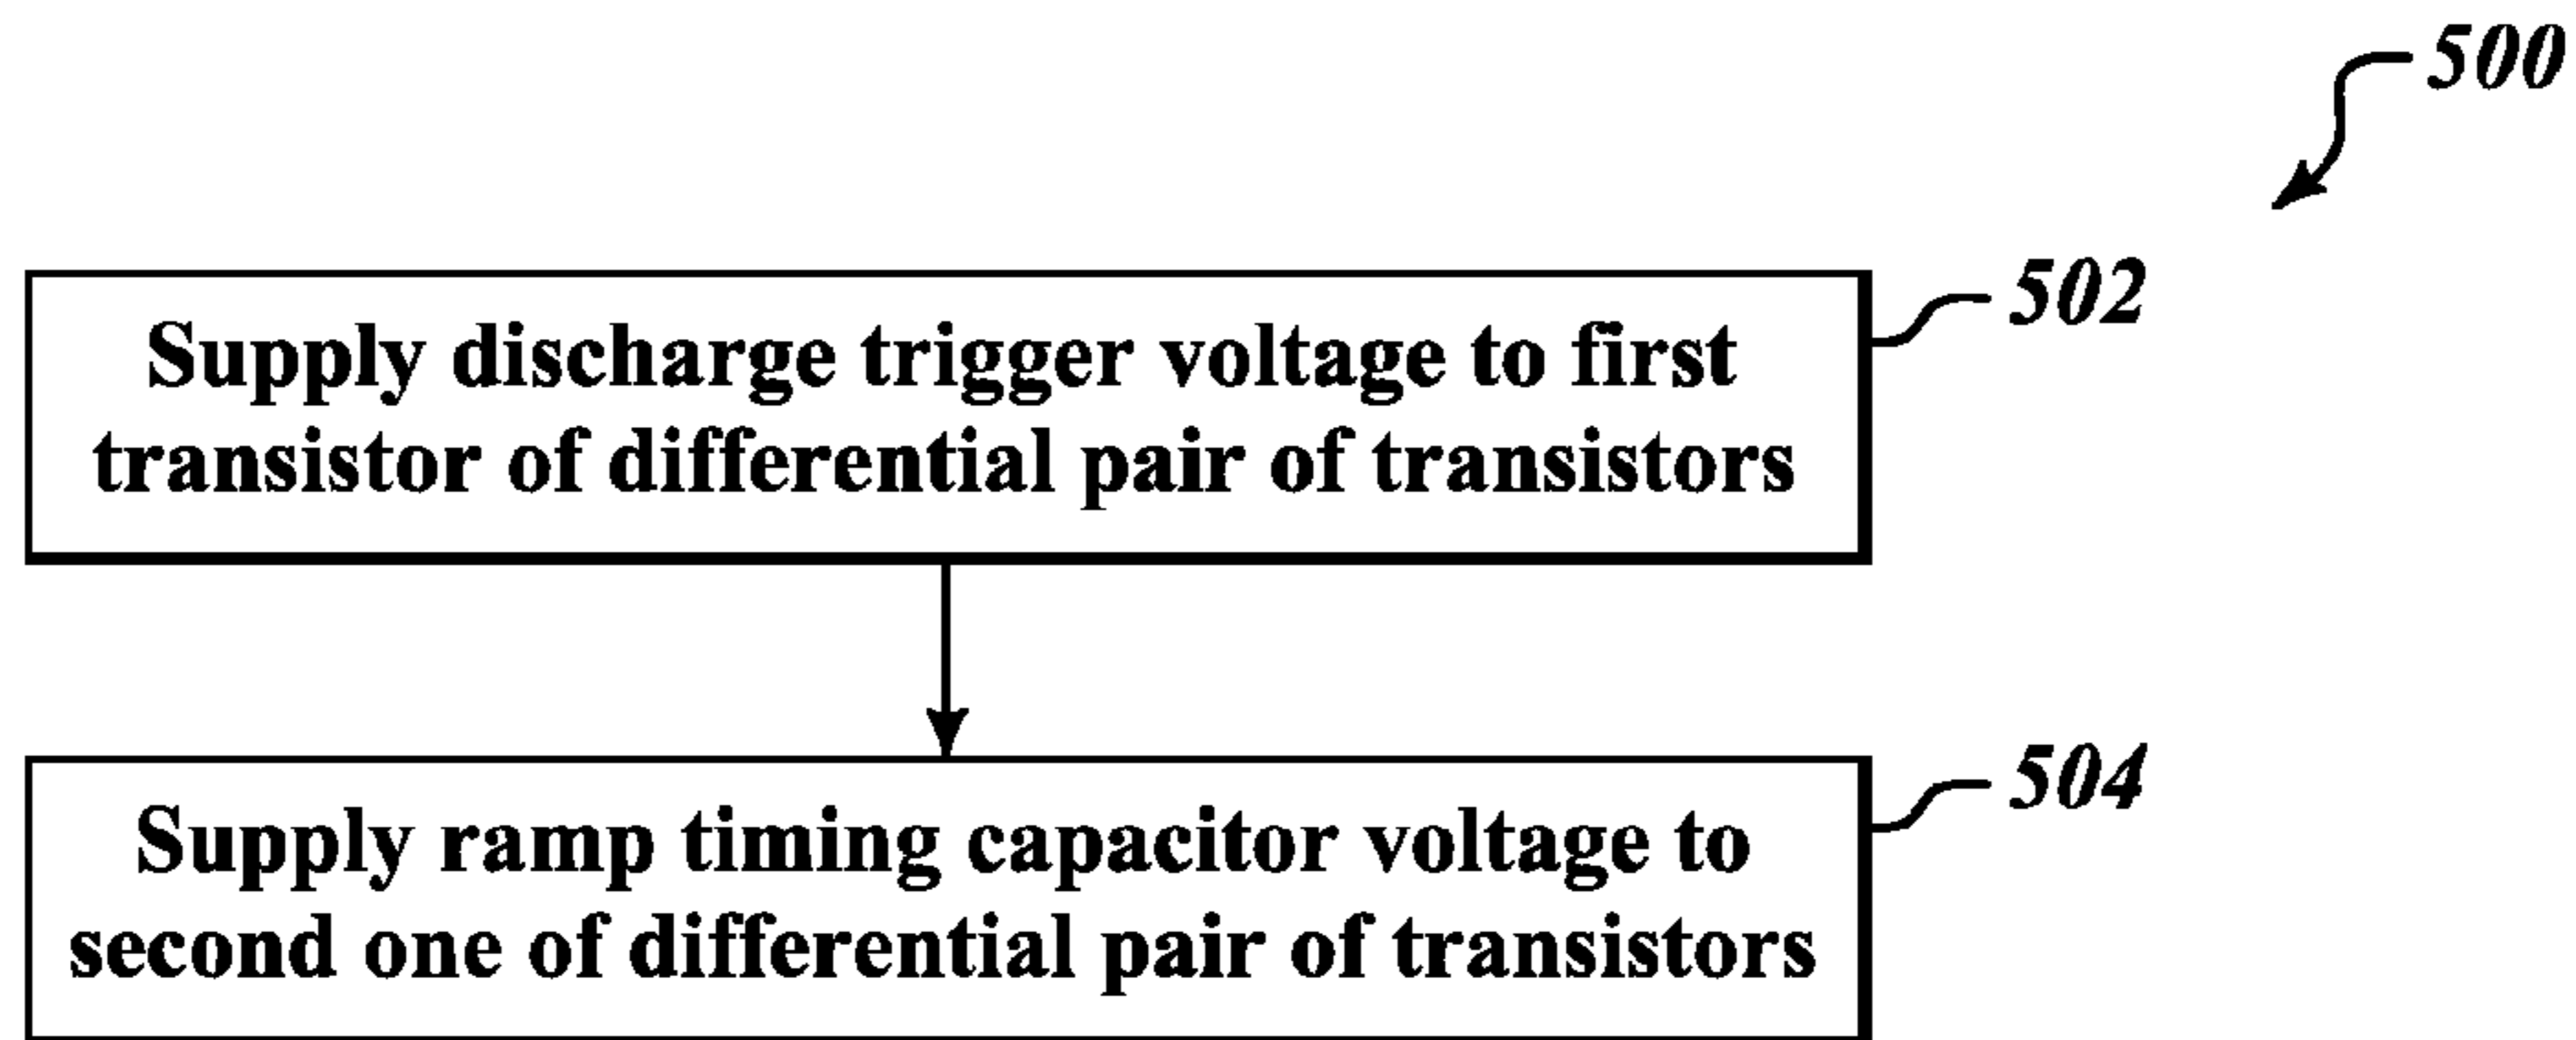 500
502
Supply discharge trigger voltage to first
transistor of differential pair of transistors
504
Supply ramp timing capacitor voltage to
second one of differential pair of transistors